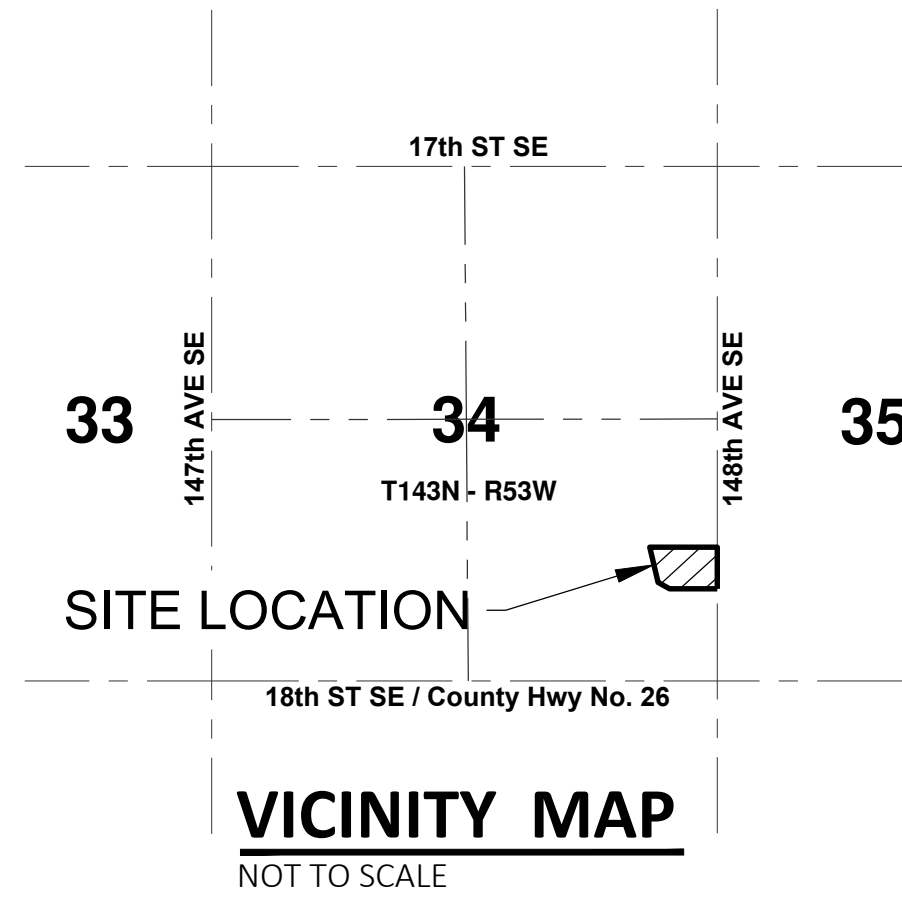 17th ST SE
147th AVE SE
148th AVE SE
33
34
35
T143N - R53W
SITE LOCATION
18th ST SE / County Hwy No. 26
VICINITY MAP
NOT TO SCALE